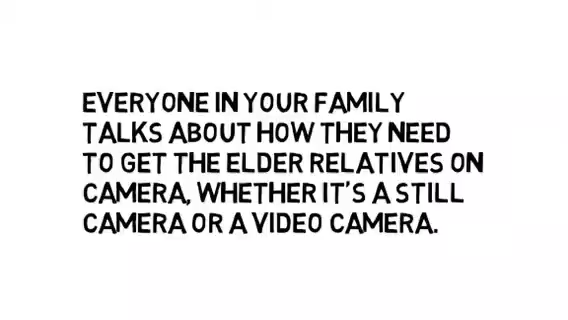 EVERYONE IN YOUR FAMILY
TALKS ABOUT HOW THEY NEED
TO GET THE ELDER RELATIVES ON
CAMERA, WHETHER IT'S A STILL
CAMERA OR A VIDEO CAMERA.